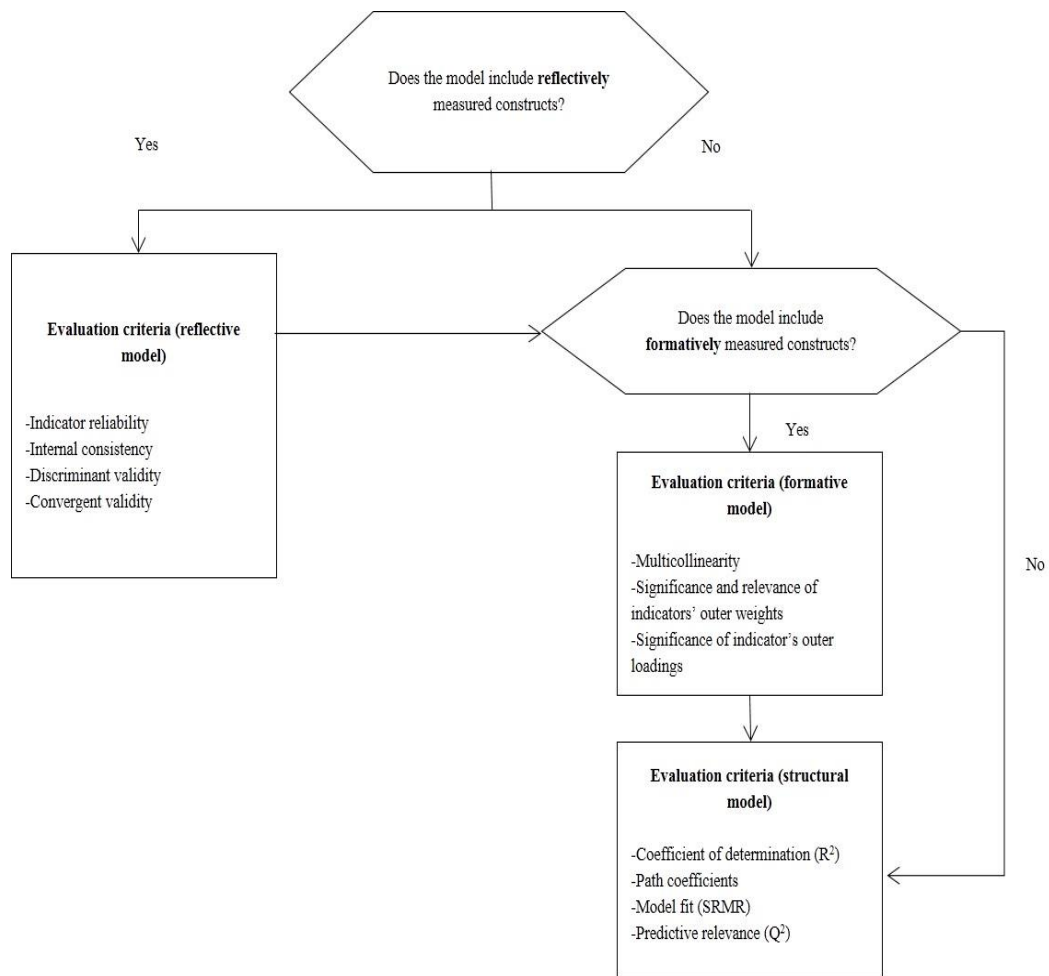 Does the model include reflectively
measured constructs?
Yes
No
Evaluation criteria (reflective
model)
-Indicator reliability
-Internal consistency
-Discriminant validity
-Convergent validity
Does the model include
formatively measured constructs?
Yes
No
Evaluation criteria (formative
model)
-Multicollinearity
-Significance and relevance of
indicators’ outer weights
-Significance of indicator’s outer
loadings
Evaluation criteria (structural
model)
-Coefficient of determination (R²)
-Path coefficients
-Model fit (SRMR)
-Predictive relevance (Q²)